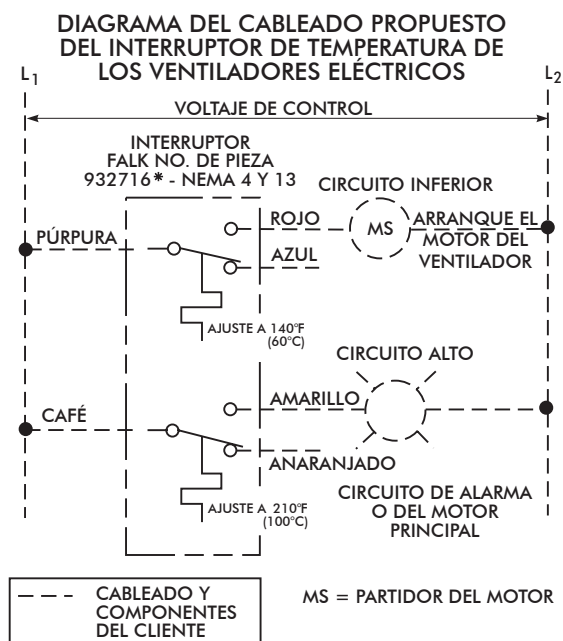 DIAGRAMA DEL CABLEADO PROPUESTO
DEL INTERRUPTOR DE TEMPERATURA DE
LOS VENTILADORES ELÉCTRICOS
L1
L2
VOLTAJE DE CONTROL
INTERRUPTOR
FALK NO. DE PIEZA
932716* - NEMA 4 Y 13
CIRCUITO INFERIOR
PÚRPURA
ROJO
AZUL
MS
ARRANQUE EL
MOTOR DEL
VENTILADOR
AJUSTE A 140°F
(60°C)
CIRCUITO ALTO
CAFÉ
AMARILLO
ANARANJADO
AJUSTE A 210°F
(100°C)
CIRCUITO DE ALARMA
O DEL MOTOR
PRINCIPAL
CABLEADO Y
COMPONENTES
DEL CLIENTE
MS = PARTIDOR DEL MOTOR